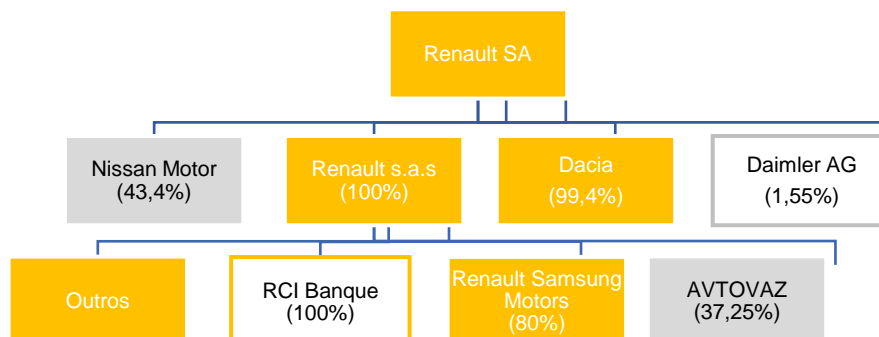 Renault SA
Nissan Motor
(43,4%)
Renault s.a.s
(100%)
Dacia
(99,4%)
Daimler AG
(1,55%)
Outros
RCI Banque
(100%)
Renault Samsung
Motors
(80%)
AVTOVAZ
(37,25%)